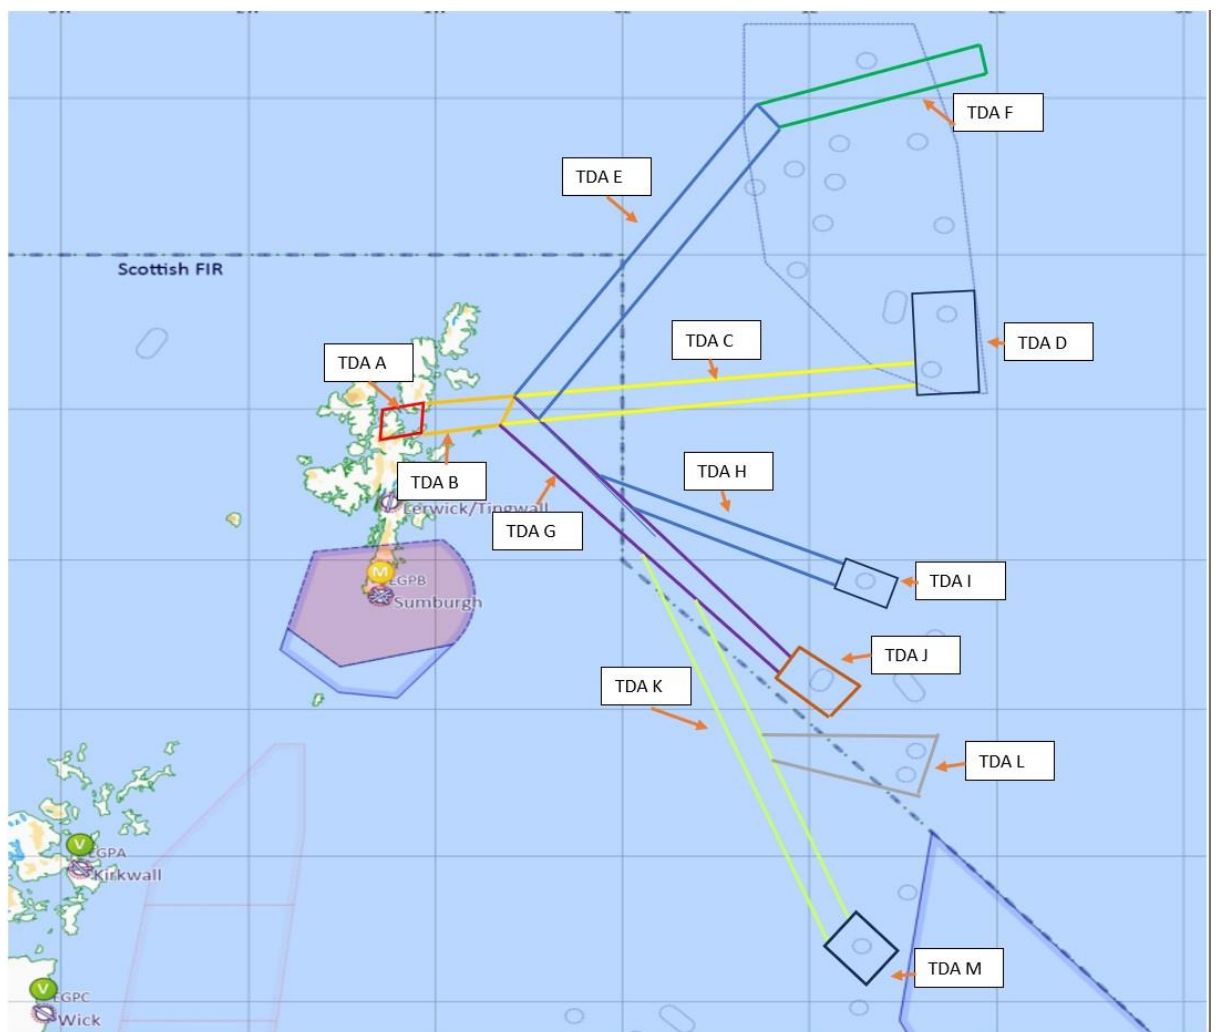 TDA F
TDA E
Scottish FIR
TDA C
TDA D
TDA A
TDA H
TDA B
Lerwick/Tingwall
TDA G
M
EGPB
TDA I
Sumburgh
TDA J
TDA K
TDA L
V
EGPA
Kirkwall
TDA M
V
EGPC
Wick